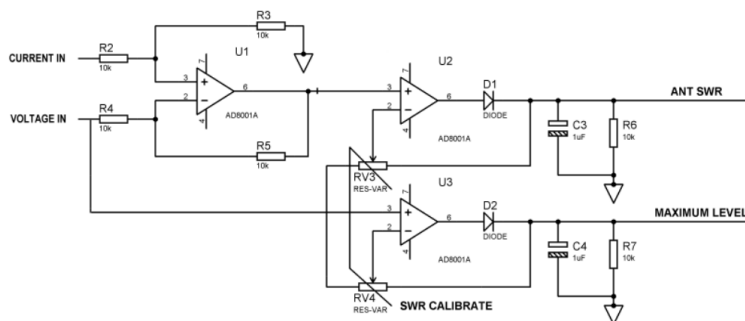 R3
10k
R2
10k
CURRENT IN
U1
7
3
2
6
4
AD8001A
R4
10k
VOLTAGE IN
R5
10k
U2
7
3
2
6
4
AD8001A
D1
DIODE
ANT SWR
C3
1uF
R6
10k
RV3
RES-VAR
U3
7
3
2
6
4
AD8001A
D2
DIODE
MAXIMUM LEVEL
C4
1uF
R7
10k
RV4
RES-VAR
SWR CALIBRATE